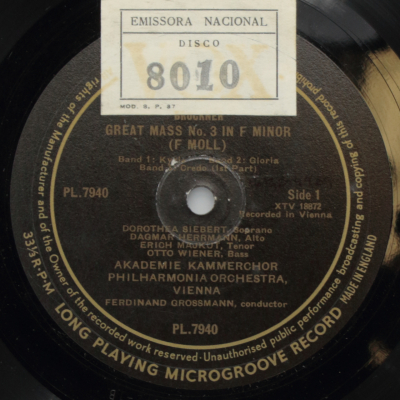 EMISSORA NACIONAL
DISCO
8010
MOD. S. P. 27
BRUCKNER
GREAT MASS No. 3 IN F MINOR
(F MOLL)
Band 1: Band 2: Gloria
Band Credo (1st Part)
PL.7940
Side 1
XTV 18872
Recorded in Vienna
DOROTHEA SIEBERT, Soprano
DAGMAR HERRMANN, Alto
ERICH MAJKUT, Tenor
OTTO WIENER, Bass
AKADEMIE KAMMERCHOR
PHILHARMONIA ORCHESTRA,
VIENNA
FERDINAND GROSSMANN, conductor
PL.7940
33⅓ R·P·M
LONG PLAYING MICROGROOVE RECORD
MADE IN ENGLAND
rights of the Manufacturer and of the Owner of the recorded work reserved·Unauthorised public performance broadcasting and copying of this record prohib